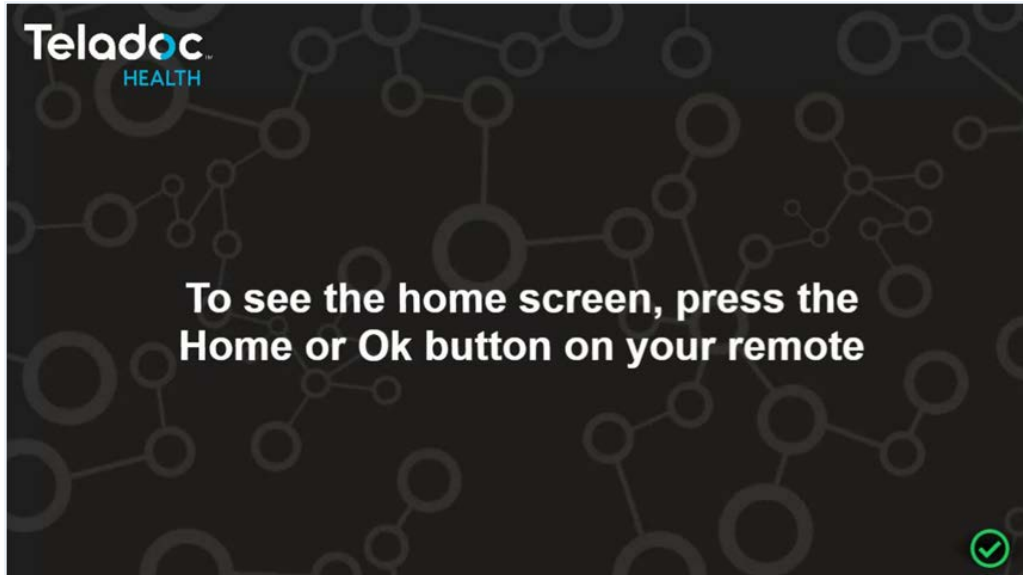 Teladoc
HEALTH
To see the home screen, press the
Home or Ok button on your remote